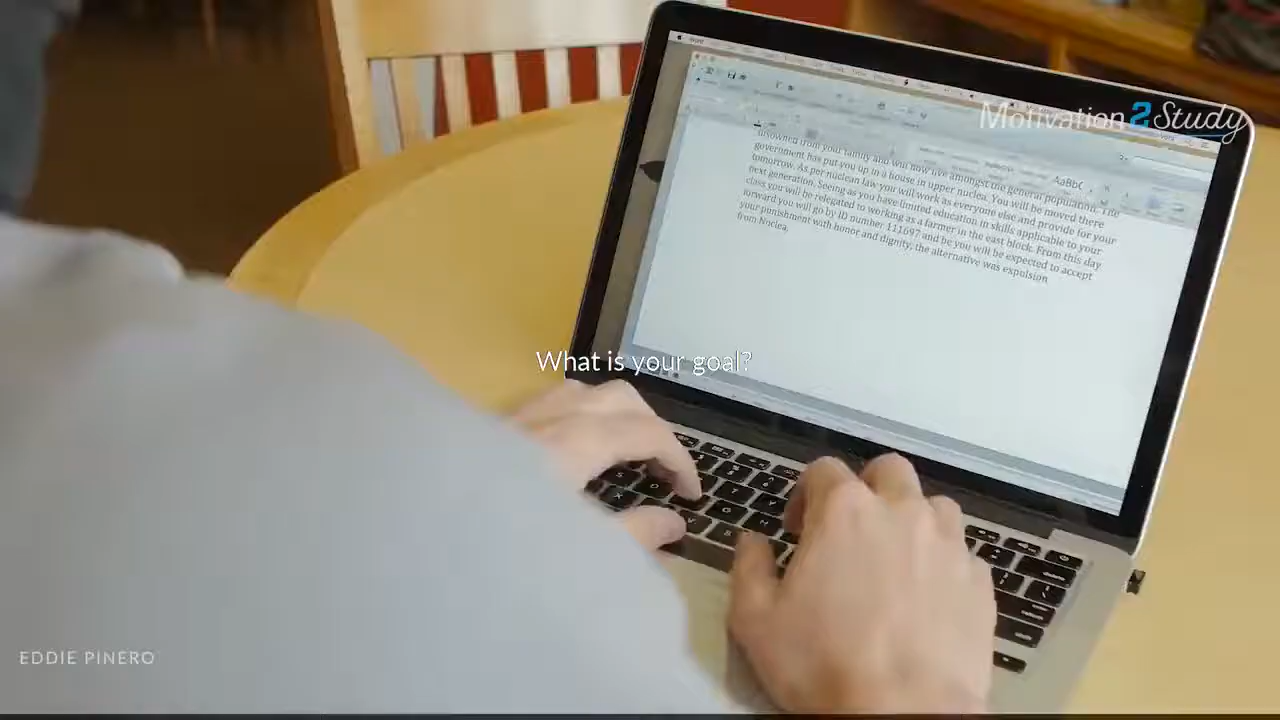 Motivation2Study
disowned from your family and will now live amongst the general population. The
government has put you up in a house in upper nuclea. You will be moved there
tomorrow. As per nuclean law you will work as everyone else and provide for your
next generation. Seeing as you have limited education in skills applicable to your
class you will be relegated to working as a farmer in the east block. From this day
forward you will go by ID number 111697 and be you will be expected to accept
your punishment with honor and dignity, the alternative was expulsion
from Noclea.
AaBbC
What is your goal?
EDDIE PINERO